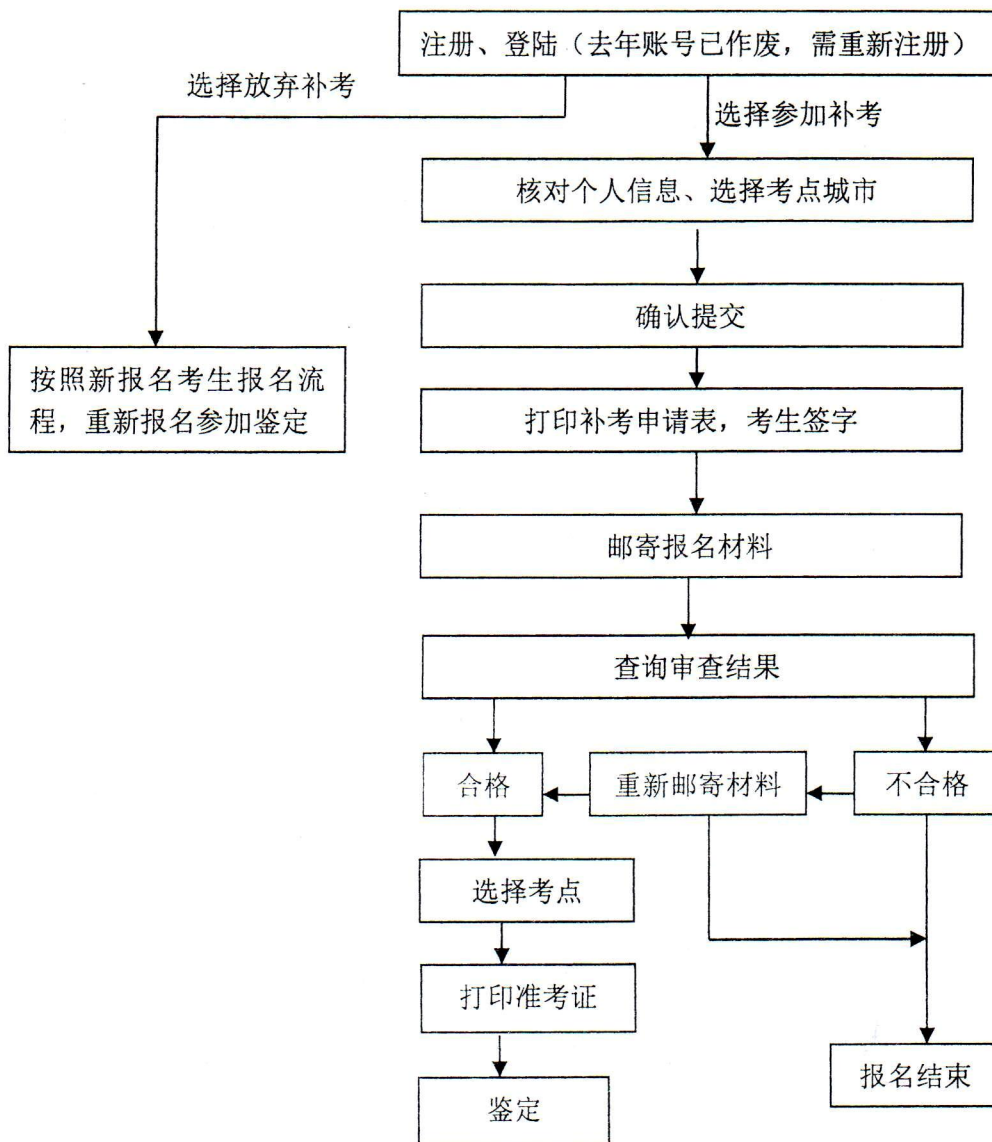 注册、登陆（去年账号已作废，需重新注册）
选择放弃补考
选择参加补考
核对个人信息、选择考点城市
确认提交
按照新报名考生报名流
程，重新报名参加鉴定
打印补考申请表，考生签字
邮寄报名材料
查询审查结果
合格
重新邮寄材料
不合格
选择考点
打印准考证
报名结束
鉴定